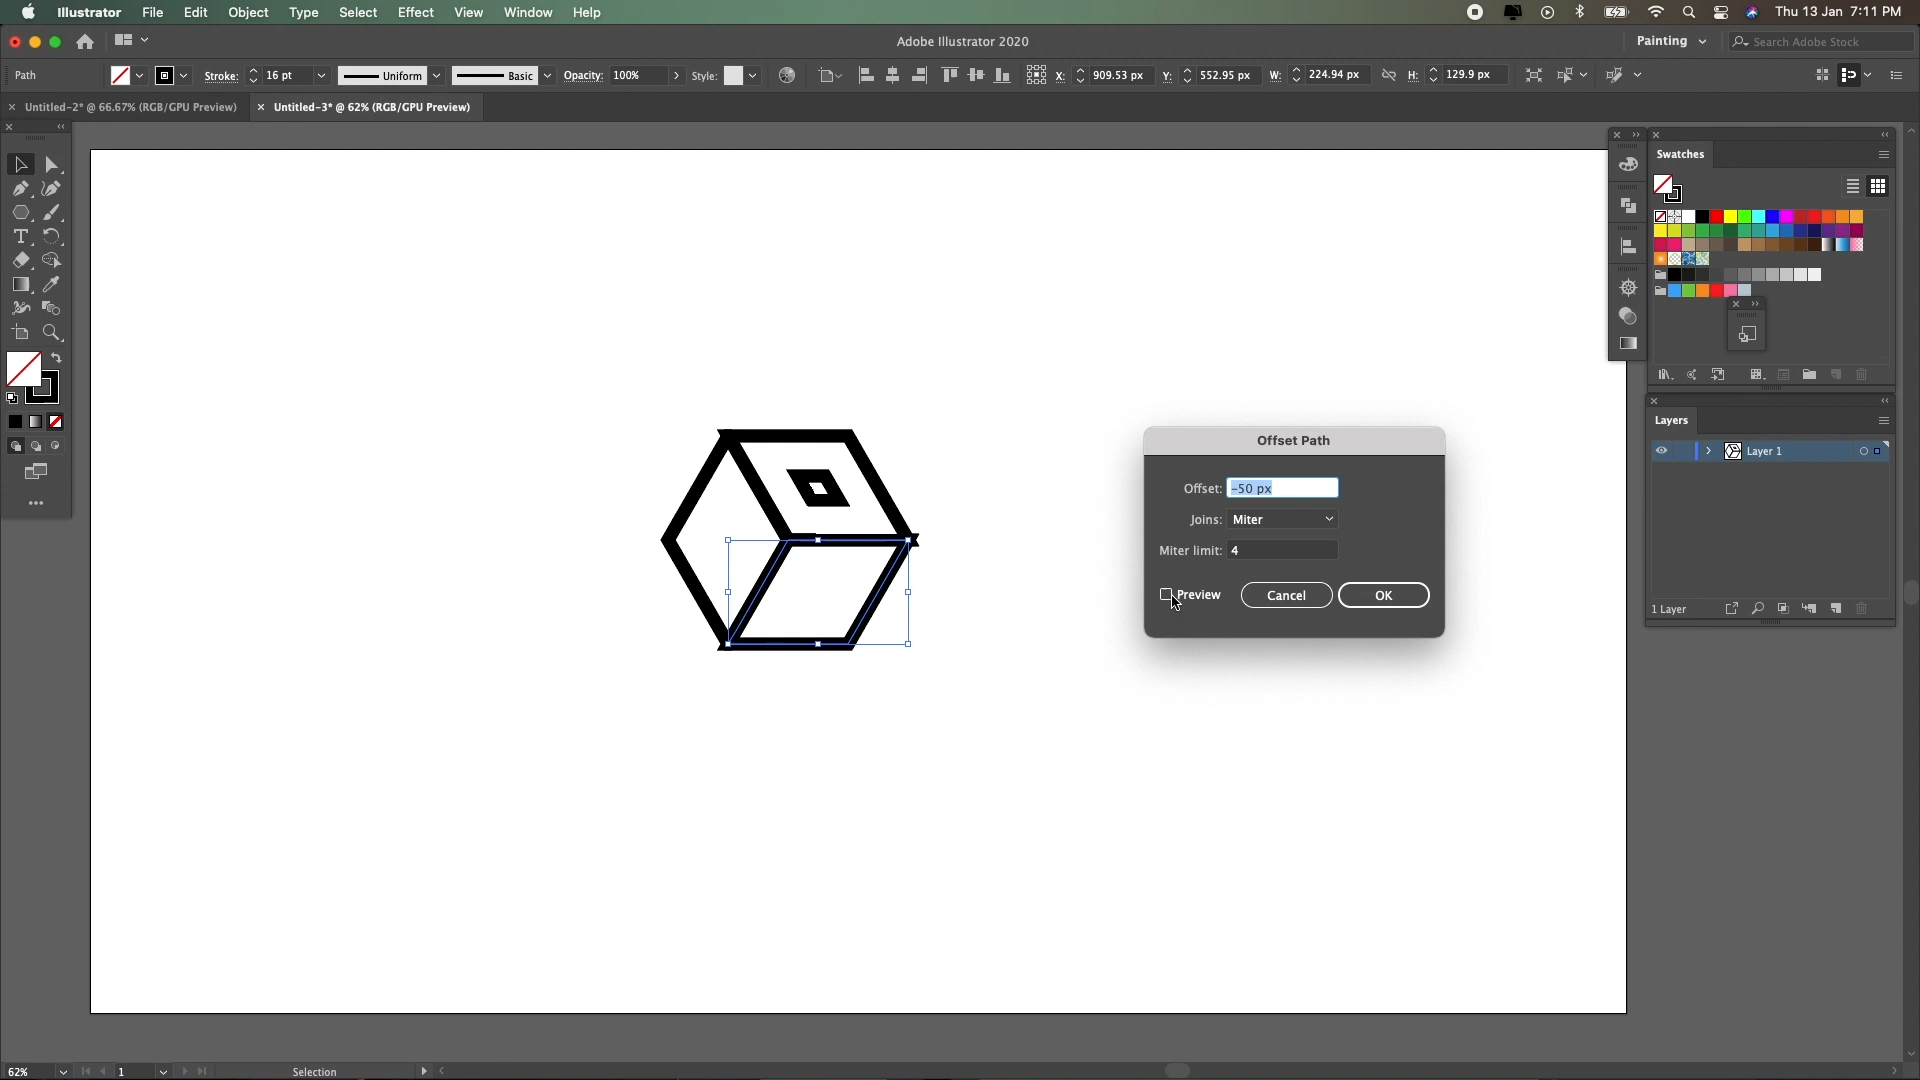 Illustrator File Edit Object Type Select Effect View Window Help Thu 13 Jan 7:11 PM
Adobe Illustrator 2020 Painting Search Adobe Stock
Path Stroke: 16 pt Uniform Basic Opacity: 100% Style: X: 909.53 px Y: 552.95 px W: 224.94 px H: 129.9 px
Untitled-2* @ 66.67% (RGB/GPU Preview) Untitled-3* @ 62% (RGB/GPU Preview)
Swatches
Layers
Layer 1
1 Layer
Offset Path
Offset: -50 px
Joins: Miter
Miter limit: 4
Preview Cancel OK
62% 1 Selection